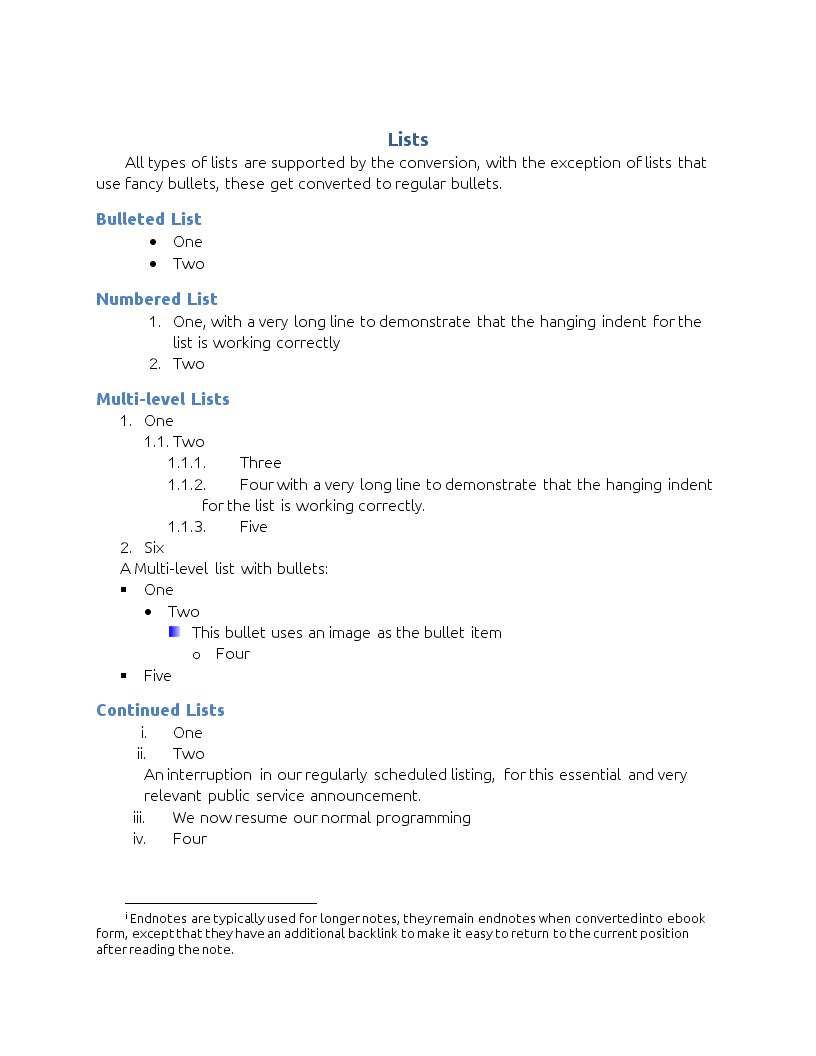 Lists
All types of lists are supported by the conversion, with the exception of lists that
use fancy bullets, these get converted to regular bullets.
Bulleted List
• One
• Two
Numbered List
1. One, with a very long line to demonstrate that the hanging indent for the
list is working correctly
2. Two
Multi-level Lists
1. One
1.1. Two
1.1.1. Three
1.1.2. Four with a very long line to demonstrate that the hanging indent
for the list is working correctly.
1.1.3. Five
2. Six
A Multi-level list with bullets:
▪ One
• Two
■ This bullet uses an image as the bullet item
o Four
▪ Five
Continued Lists
i. One
ii. Two
An interruption in our regularly scheduled listing, for this essential and very
relevant public service announcement.
iii. We now resume our normal programming
iv. Four
i Endnotes are typically used for longer notes, they remain endnotes when converted into ebook
form, except that they have an additional backlink to make it easy to return to the current position
after reading the note.